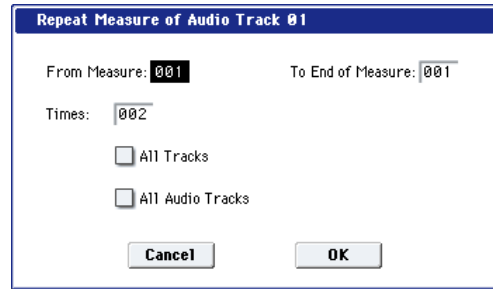 Repeat Measure of Audio Track 01
From Measure: 001 To End of Measure: 001
Times: 002
All Tracks
All Audio Tracks
Cancel OK